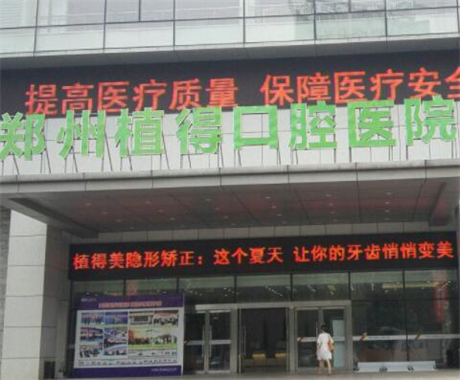 提高医疗质量 保障医疗安全
郑州植得口腔医院
植得美隐形矫正：这个夏天 让你的牙齿悄悄变美